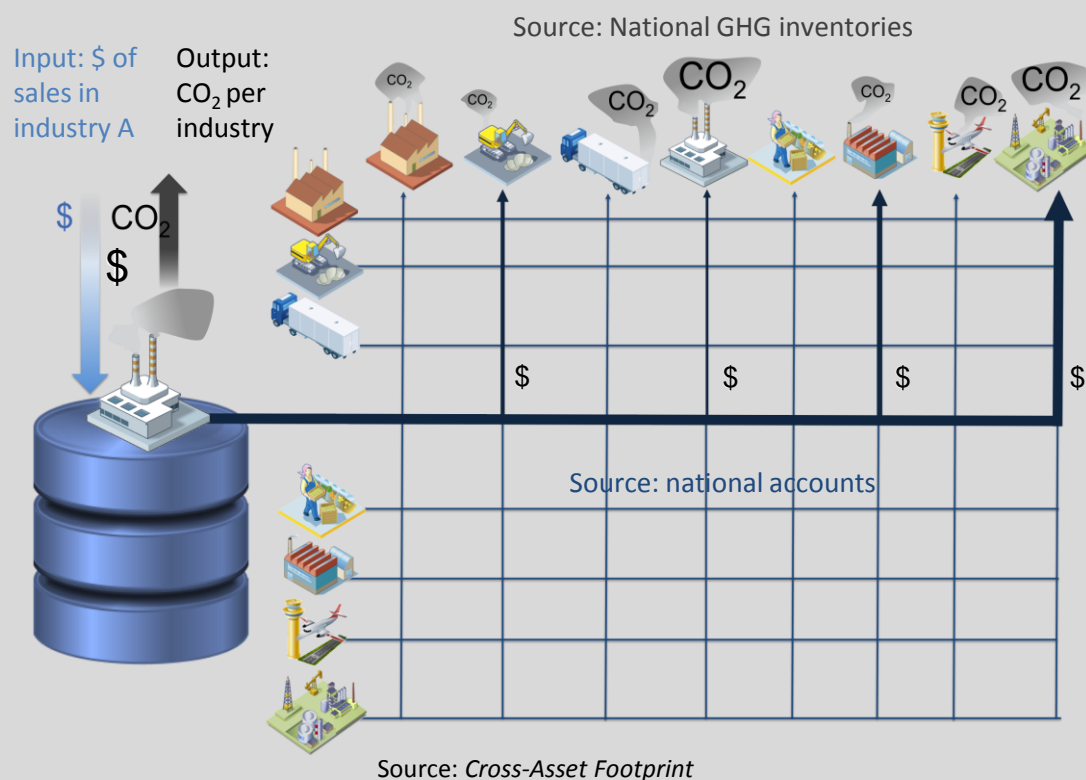 Source: National GHG inventories
Input: $ of
sales in
industry A
Output:
CO₂ per
industry
CO₂
CO₂
CO₂
CO₂
CO₂
CO₂
CO₂
$
CO₂
$
$
$
$
$
Source: national accounts
Source: Cross-Asset Footprint